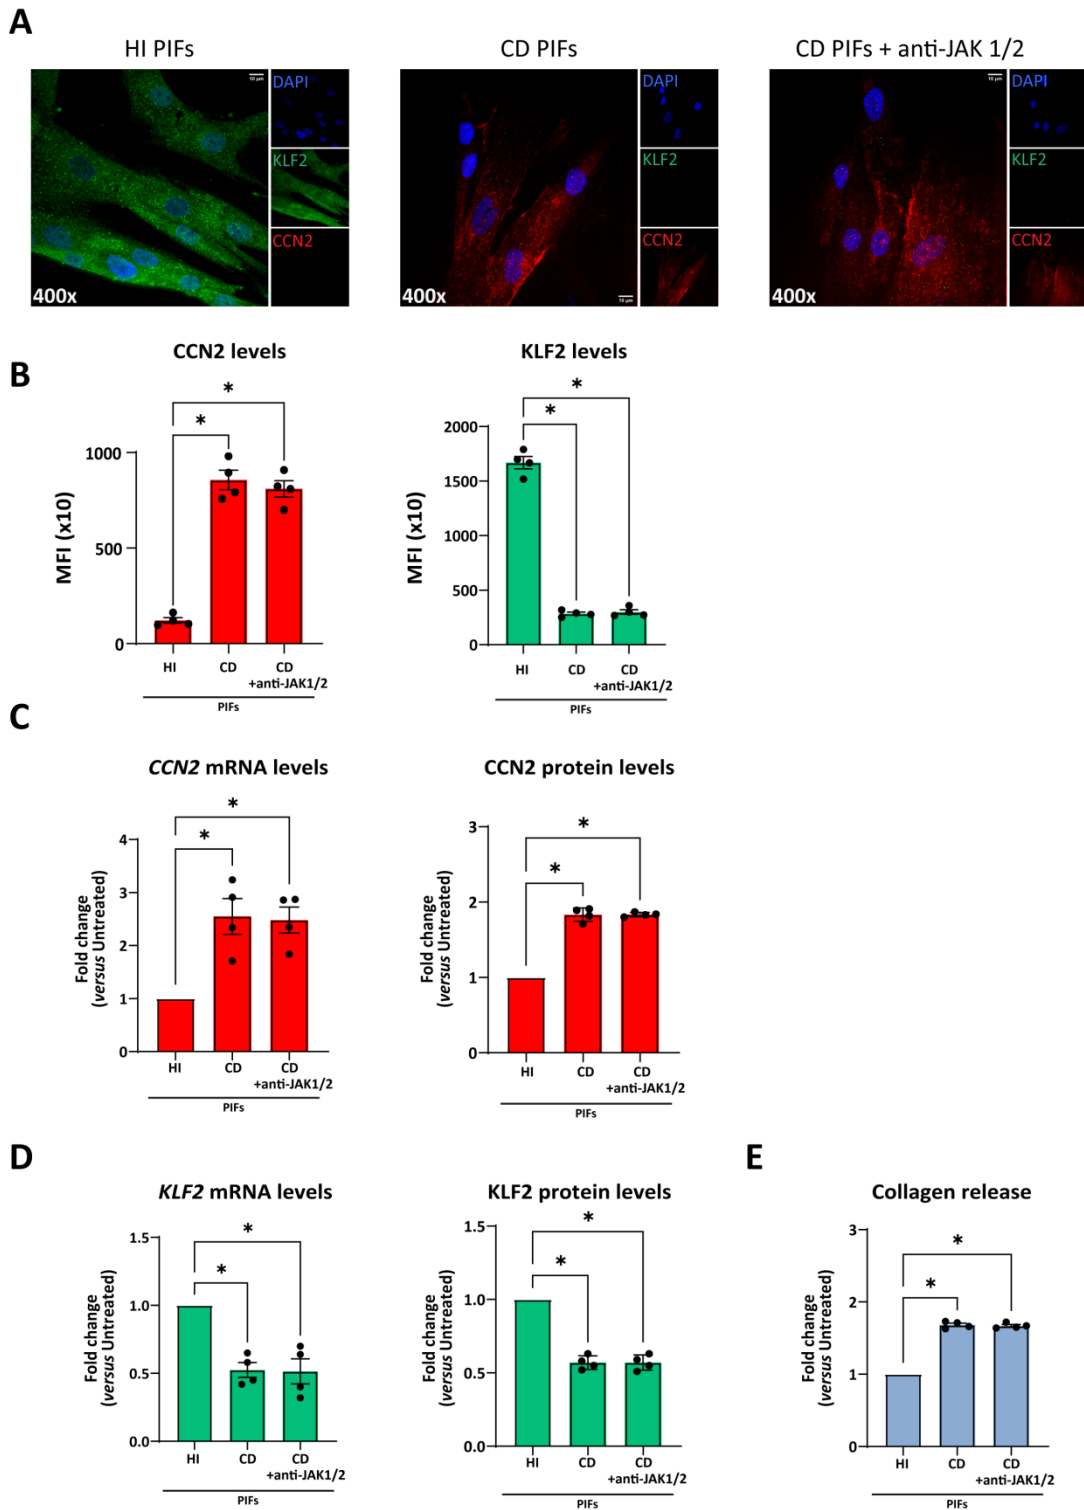 A
HI PIFs
CD PIFs
CD PIFs + anti-JAK 1/2
10 µm
DAPI
KLF2
CCN2
400x
10 µm
DAPI
KLF2
CCN2
400x
10 µm
DAPI
KLF2
CCN2
400x
B
CCN2 levels
MFI (x10)
1000
500
0
*
*
HI
CD
CD
+anti-JAK1/2
PIFs
KLF2 levels
MFI (x10)
2000
1500
1000
500
0
*
*
HI
CD
CD
+anti-JAK1/2
PIFs
C
CCN2 mRNA levels
Fold change
(versus Untreated)
4
3
2
1
0
*
*
HI
CD
CD
+anti-JAK1/2
PIFs
CCN2 protein levels
Fold change
(versus Untreated)
3
2
1
0
*
*
HI
CD
CD
+anti-JAK1/2
PIFs
D
KLF2 mRNA levels
Fold change
(versus Untreated)
1.5
1.0
0.5
0.0
*
*
HI
CD
CD
+anti-JAK1/2
PIFs
KLF2 protein levels
Fold change
(versus Untreated)
1.5
1.0
0.5
0.0
*
*
HI
CD
CD
+anti-JAK1/2
PIFs
E
Collagen release
Fold change
(versus Untreated)
3
2
1
0
*
*
HI
CD
CD
+anti-JAK1/2
PIFs